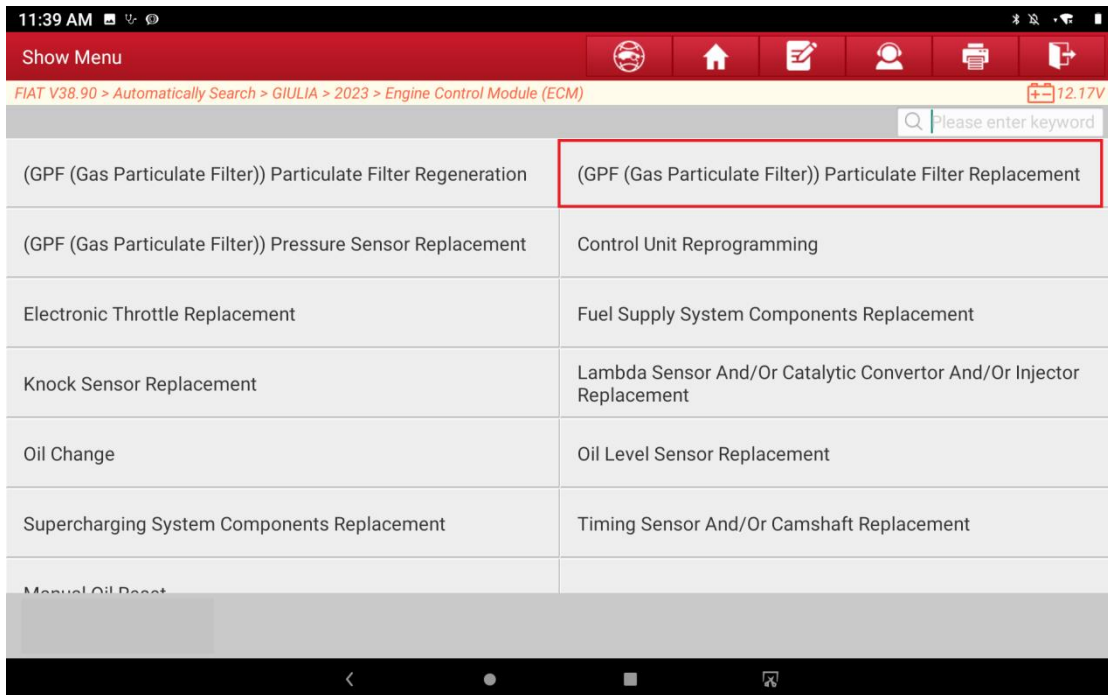 11:39 AM
Show Menu
FIAT V38.90 > Automatically Search > GIULIA > 2023 > Engine Control Module (ECM)
12.17V
Please enter keyword
(GPF (Gas Particulate Filter)) Particulate Filter Regeneration
(GPF (Gas Particulate Filter)) Particulate Filter Replacement
(GPF (Gas Particulate Filter)) Pressure Sensor Replacement
Control Unit Reprogramming
Electronic Throttle Replacement
Fuel Supply System Components Replacement
Knock Sensor Replacement
Lambda Sensor And/Or Catalytic Convertor And/Or Injector
Replacement
Oil Change
Oil Level Sensor Replacement
Supercharging System Components Replacement
Timing Sensor And/Or Camshaft Replacement
Manual Oil Reset